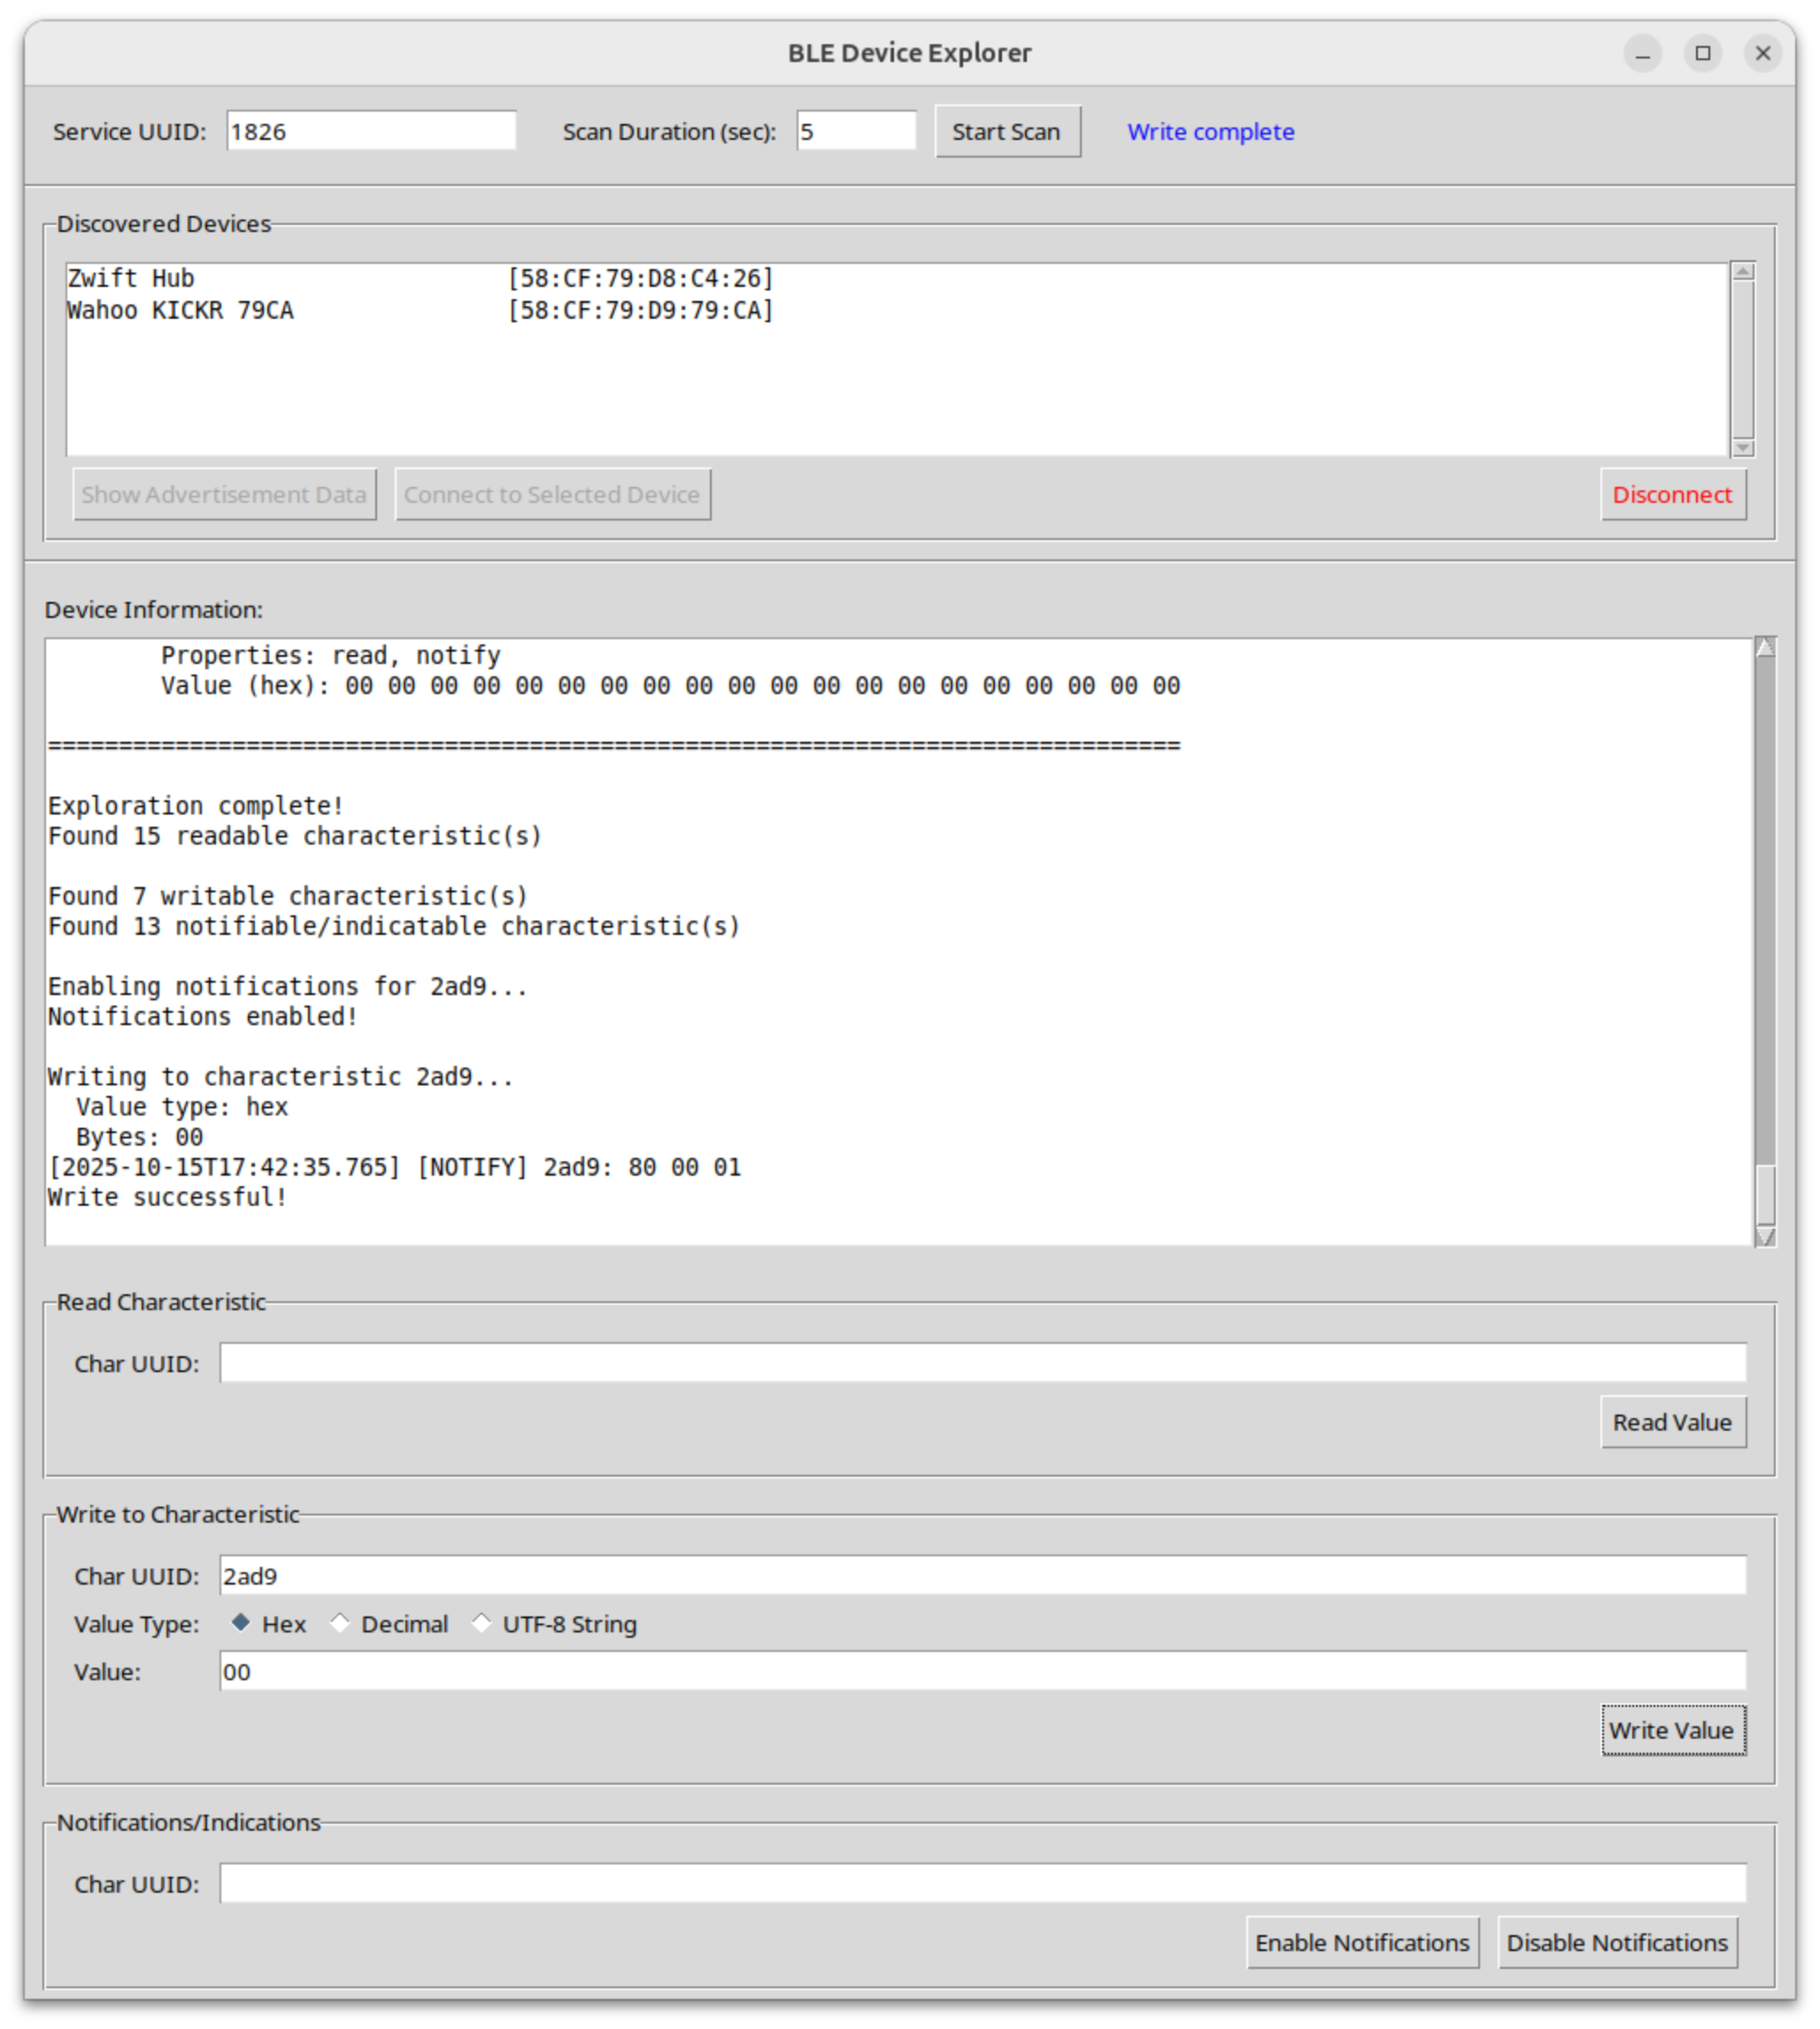 BLE Device Explorer
Service UUID: 1826 Scan Duration (sec): 5 Start Scan Write complete
Discovered Devices
Zwift Hub [58:CF:79:D8:C4:26]
Wahoo KICKR 79CA [58:CF:79:D9:79:CA]
Show Advertisement Data Connect to Selected Device Disconnect
Device Information:
Properties: read, notify
Value (hex): 00 00 00 00 00 00 00 00 00 00 00 00 00 00 00 00 00 00 00 00
================================================================================
Exploration complete!
Found 15 readable characteristic(s)
Found 7 writable characteristic(s)
Found 13 notifiable/indicatable characteristic(s)
Enabling notifications for 2ad9...
Notifications enabled!
Writing to characteristic 2ad9...
Value type: hex
Bytes: 00
[2025-10-15T17:42:35.765] [NOTIFY] 2ad9: 80 00 01
Write successful!
Read Characteristic
Char UUID:
Read Value
Write to Characteristic
Char UUID: 2ad9
Value Type: Hex Decimal UTF-8 String
Value: 00
Write Value
Notifications/Indications
Char UUID:
Enable Notifications Disable Notifications